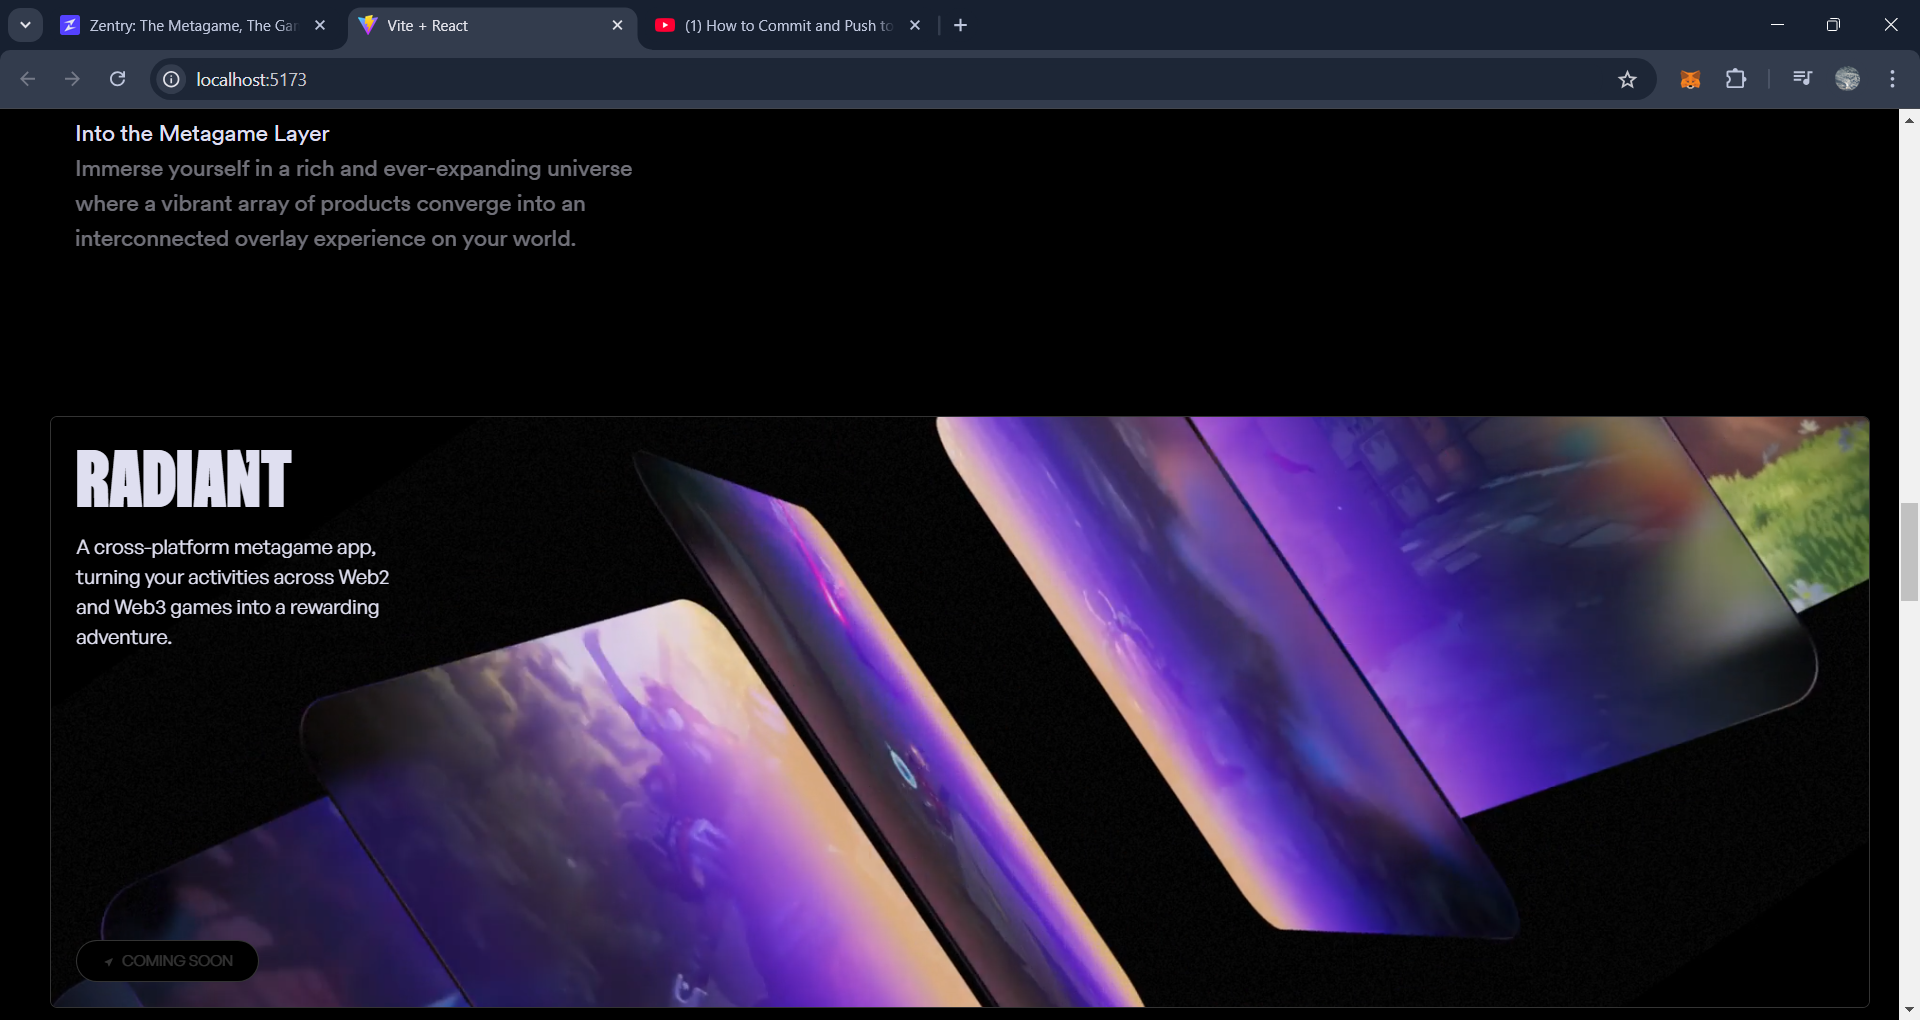 Zentry: The Metagame, The Gan
Vite + React
(1) How to Commit and Push to
localhost:5173
Into the Metagame Layer
Immerse yourself in a rich and ever-expanding universe
where a vibrant array of products converge into an
interconnected overlay experience on your world.
RADIANT
A cross-platform metagame app,
turning your activities across Web2
and Web3 games into a rewarding
adventure.
COMING SOON